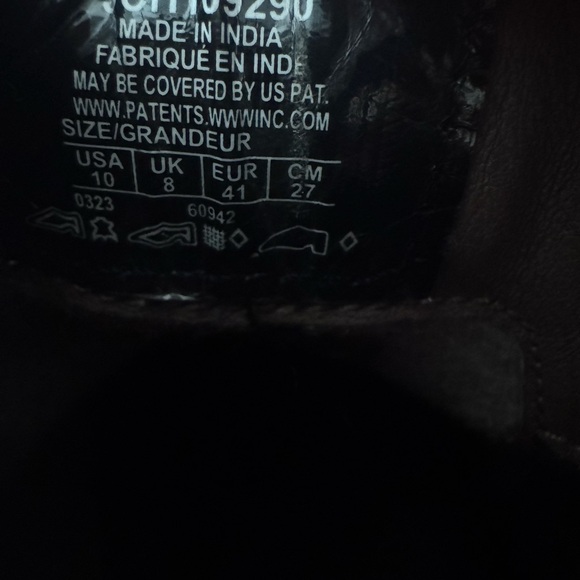 MADE IN INDIA
FABRIQUÉ EN INDE
MAY BE COVERED BY US PAT.
WWW.PATENTS.WWWINC.COM
SIZE/GRANDEUR
USA UK EUR CM
10 8 41 27
0323 60942